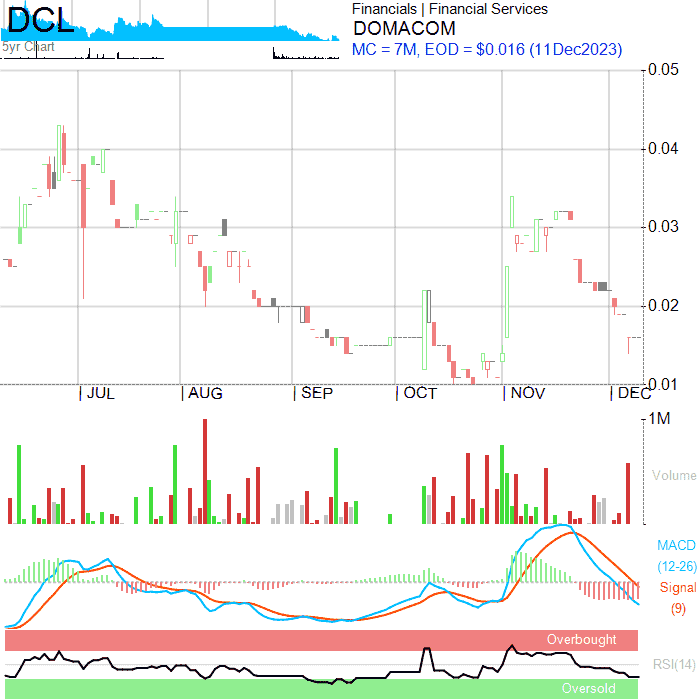 DCL
5yr Chart
Financials | Financial Services
DOMACOM
MC = 7M, EOD = $0.016 (11Dec2023)
0.05
0.04
0.03
0.02
0.01
JUL AUG SEP OCT NOV DEC
1M
Volume
MACD
(12-26)
Signal
(9)
Overbought
RSI(14)
Oversold